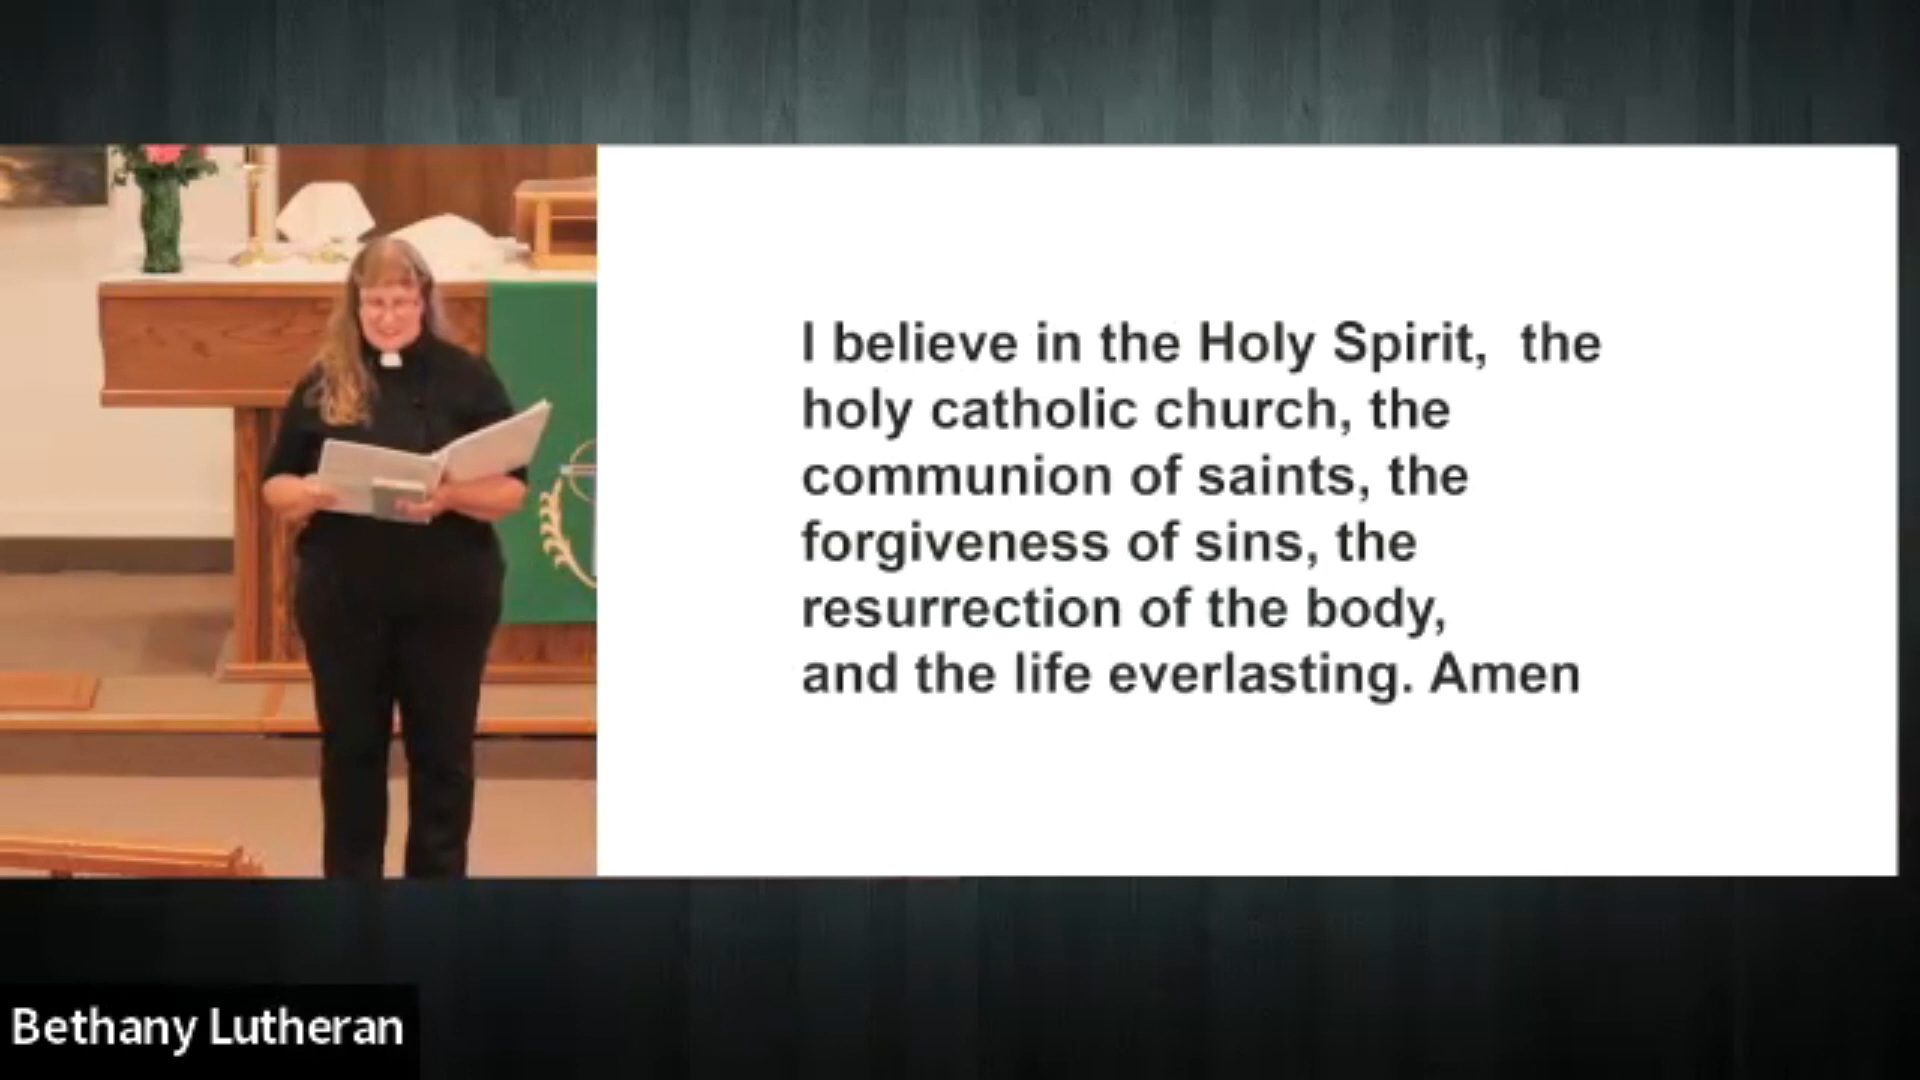 I believe in the Holy Spirit,  the
holy catholic church, the
communion of saints, the
forgiveness of sins, the
resurrection of the body,
and the life everlasting. Amen
Bethany Lutheran